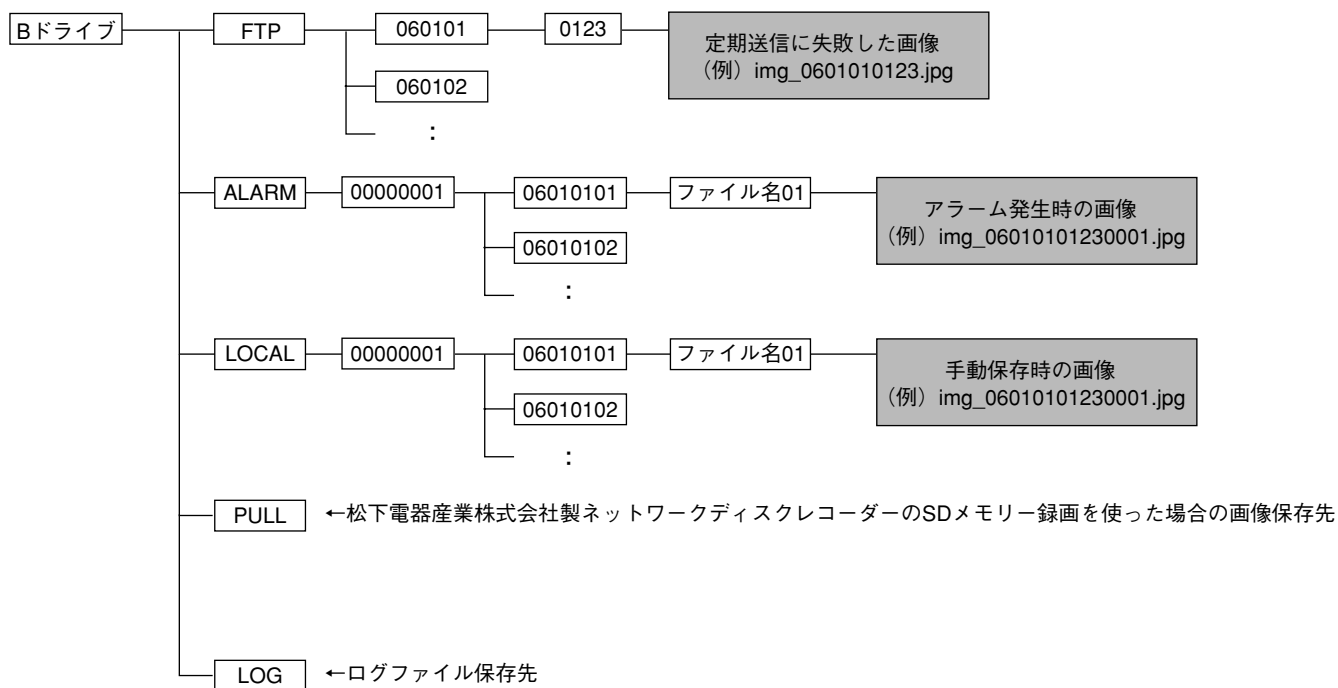 Bドライブ
FTP
060101
0123
定期送信に失敗した画像
（例）img_0601010123.jpg
060102
：
ALARM
00000001
06010101
ファイル名01
アラーム発生時の画像
（例）img_06010101230001.jpg
06010102
：
LOCAL
00000001
06010101
ファイル名01
手動保存時の画像
（例）img_06010101230001.jpg
06010102
：
PULL
←松下電器産業株式会社製ネットワークディスクレコーダーのSDメモリー録画を使った場合の画像保存先
LOG
←ログファイル保存先